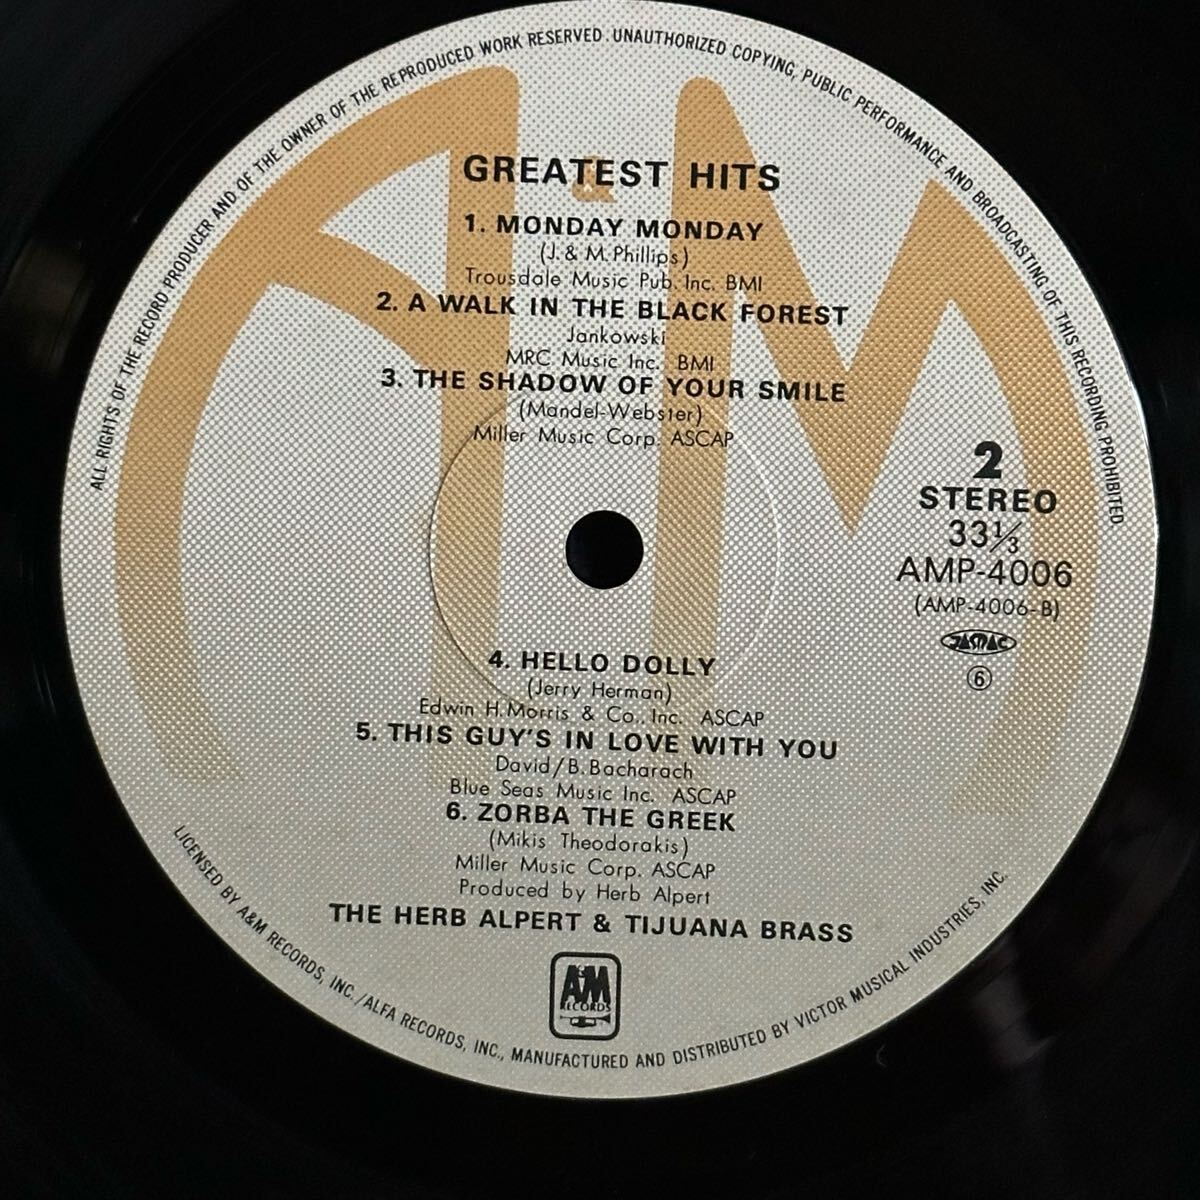 ALL RIGHTS OF THE RECORD PRODUCER AND OF THE OWNER OF THE REPRODUCED WORK RESERVED. UNAUTHORIZED COPYING, PUBLIC PERFORMANCE AND BROADCASTING OF THIS RECORDING PROHIBITED
GREATEST HITS
1. MONDAY MONDAY
(J. & M. Phillips)
Trousdale Music Pub. Inc. BMI
2. A WALK IN THE BLACK FOREST
Jankowski
MRC Music Inc. BMI
3. THE SHADOW OF YOUR SMILE
(Mandel-Webster)
Miller Music Corp. ASCAP
2
STEREO
33⅓
AMP-4006
(AMP-4006-B)
JASRAC
⑥
4. HELLO DOLLY
(Jerry Herman)
Edwin H. Morris & Co., Inc. ASCAP
5. THIS GUY'S IN LOVE WITH YOU
David/B.Bacharach
Blue Seas Music Inc. ASCAP
6. ZORBA THE GREEK
(Mikis Theodorakis)
Miller Music Corp. ASCAP
Produced by Herb Alpert
THE HERB ALPERT & TIJUANA BRASS
A&M
RECORDS
LICENSED BY A&M RECORDS, INC./ALFA RECORDS, INC., MANUFACTURED AND DISTRIBUTED BY VICTOR MUSICAL INDUSTRIES, INC.